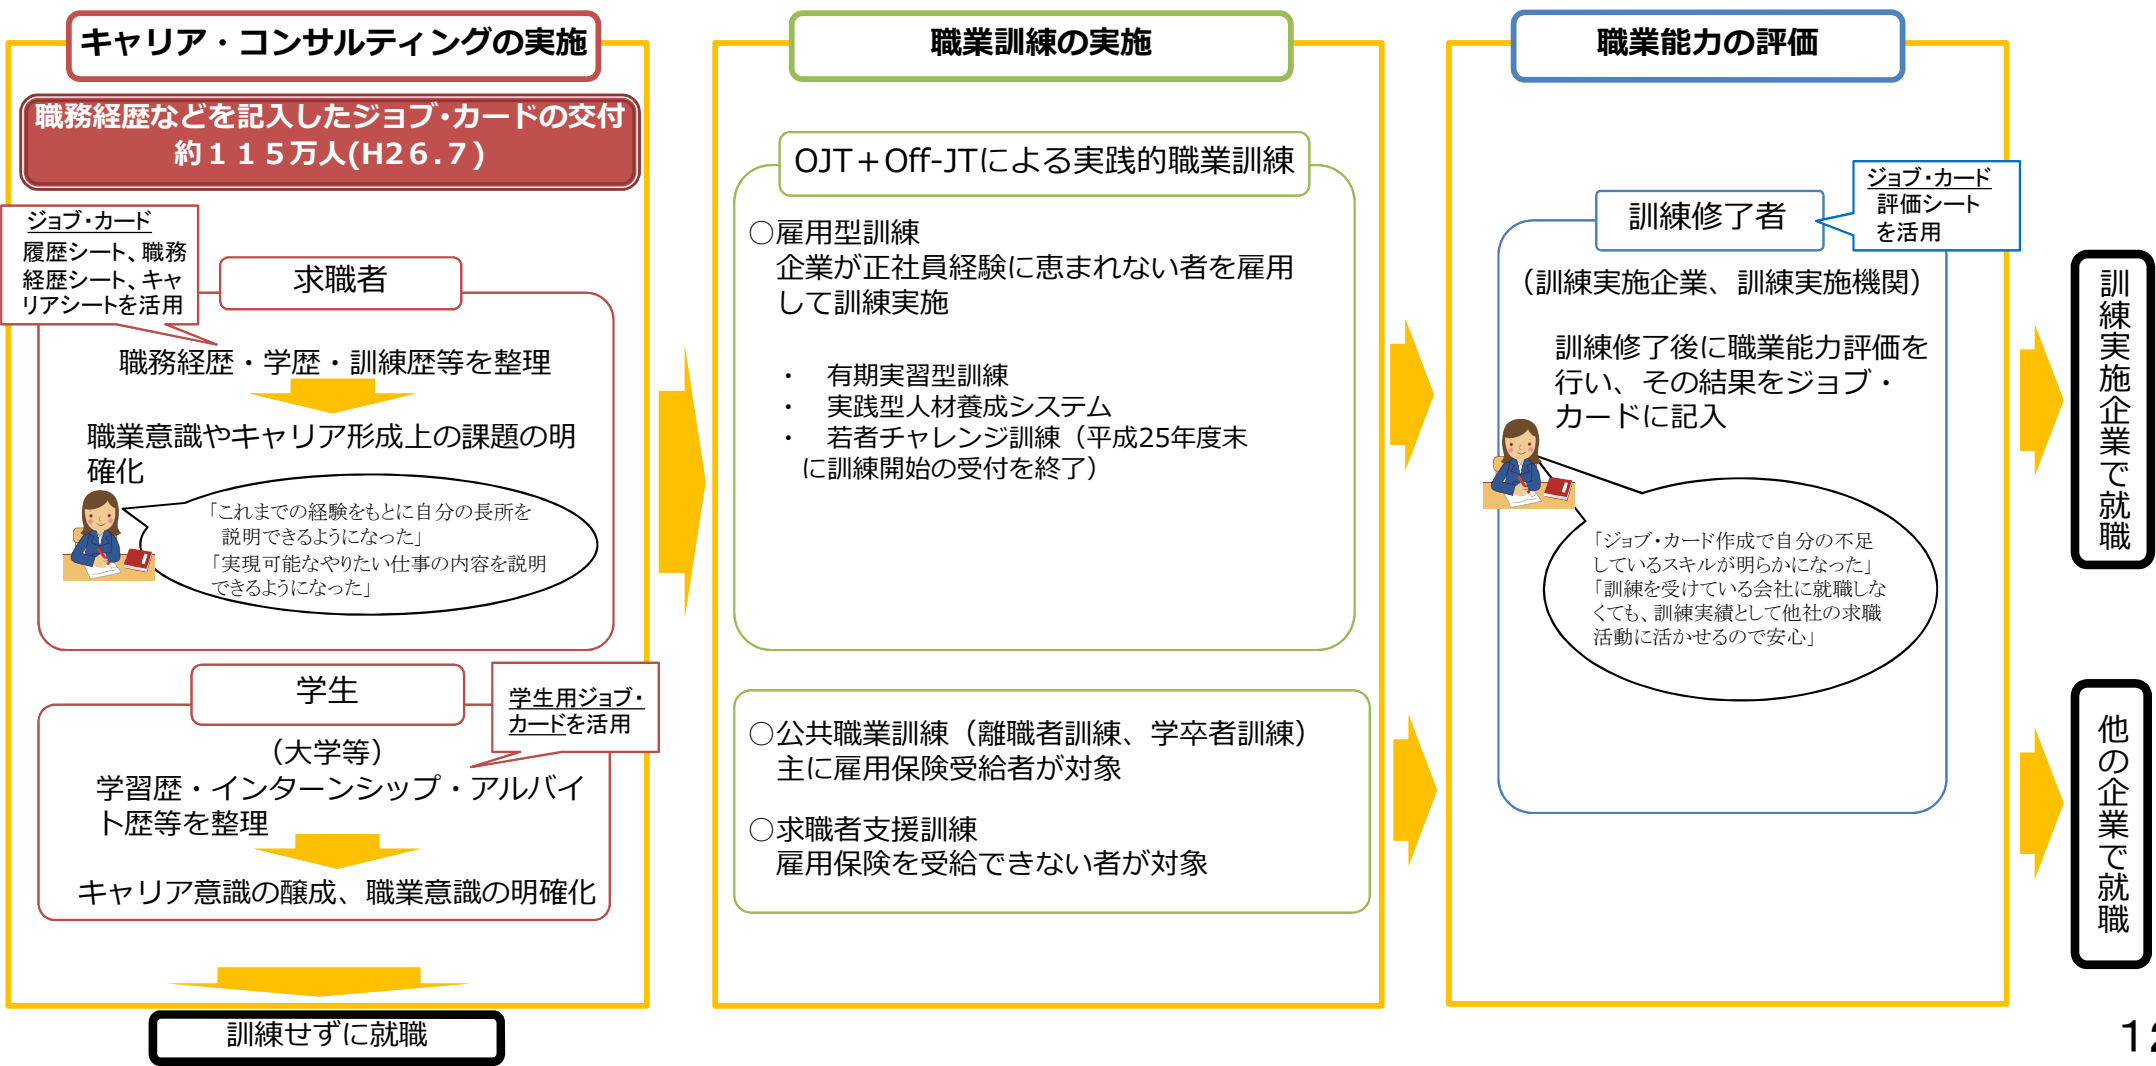 キャリア・コンサルティングの実施
職務経歴などを記入したジョブ・カードの交付
約115万人(H26.7)
ジョブ・カード
履歴シート、職務
経歴シート、キャ
リアシートを活用
求職者
職務経歴・学歴・訓練歴等を整理
職業意識やキャリア形成上の課題の明
確化
「これまでの経験をもとに自分の長所を
説明できるようになった」
「実現可能なやりたい仕事の内容を説明
できるようになった」
学生
学生用ジョブ・
カードを活用
（大学等）
学習歴・インターンシップ・アルバイ
ト歴等を整理
キャリア意識の醸成、職業意識の明確化
訓練せずに就職
職業訓練の実施
OJT＋Off-JTによる実践的職業訓練
○雇用型訓練
企業が正社員経験に恵まれない者を雇用
して訓練実施
・　有期実習型訓練
・　実践型人材養成システム
・　若者チャレンジ訓練（平成25年度末
に訓練開始の受付を終了）
○公共職業訓練（離職者訓練、学卒者訓練）
主に雇用保険受給者が対象
○求職者支援訓練
雇用保険を受給できない者が対象
職業能力の評価
ジョブ・カード
評価シート
を活用
訓練修了者
（訓練実施企業、訓練実施機関）
訓練修了後に職業能力評価を
行い、その結果をジョブ・
カードに記入
「ジョブ・カード作成で自分の不足
しているスキルが明らかになった」
「訓練を受けている会社に就職しな
くても、訓練実績として他社の求職
活動に活かせるので安心」
訓練実施企業で就職
他の企業で就職
12